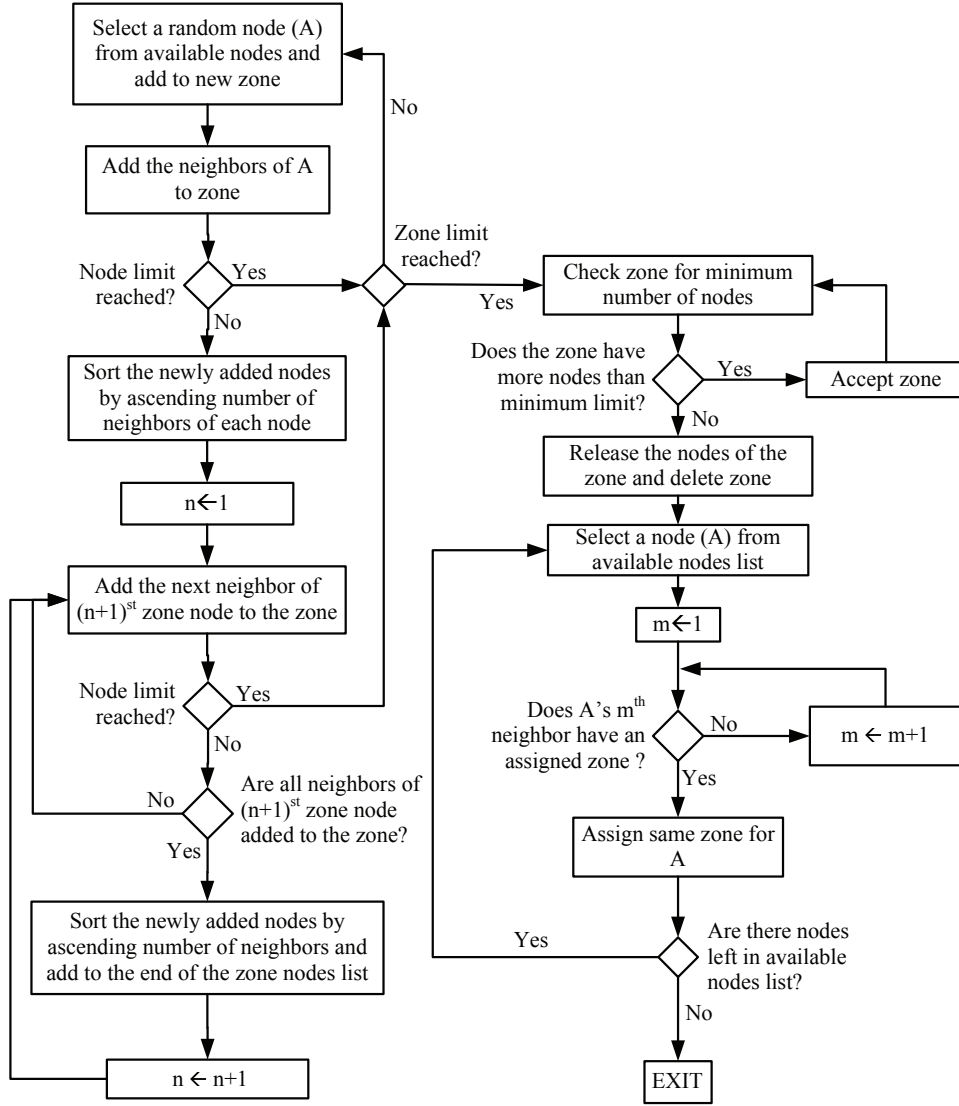 Select a random node (A)
from available nodes and
add to new zone
No
Add the neighbors of A
to zone
Node limit
reached?
Yes
Zone limit
reached?
Yes
No
Sort the newly added nodes
by ascending number of
neighbors of each node
n←1
Add the next neighbor of
(n+1)st zone node to the zone
Node limit
reached?
Yes
No
Are all neighbors of
(n+1)st zone node
added to the zone?
No
Yes
Sort the newly added nodes by
ascending number of neighbors and
add to the end of the zone nodes list
n ← n+1
Check zone for minimum
number of nodes
Does the zone have
more nodes than
minimum limit?
Yes
Accept zone
No
Release the nodes of the
zone and delete zone
Select a node (A) from
available nodes list
m←1
Does A's mth
neighbor have an
assigned zone ?
No
m ← m+1
Yes
Assign same zone for
A
Yes
Are there nodes
left in available
nodes list?
No
EXIT